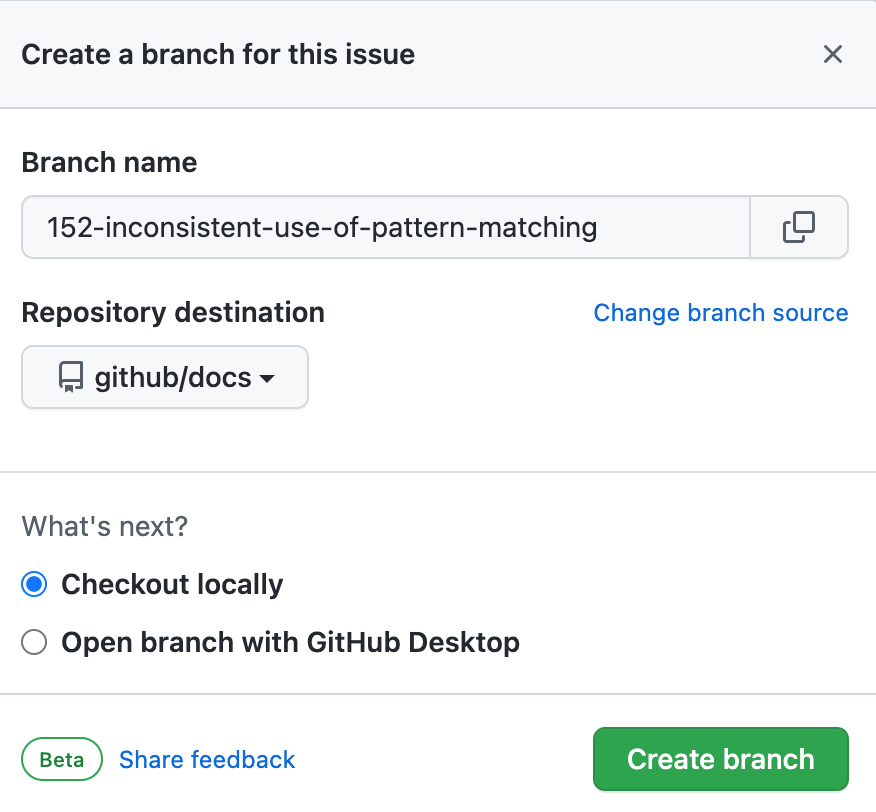 Create a branch for this issue
Branch name
152-inconsistent-use-of-pattern-matching
Repository destination
Change branch source
github/docs
What's next?
Checkout locally
Open branch with GitHub Desktop
Beta
Share feedback
Create branch